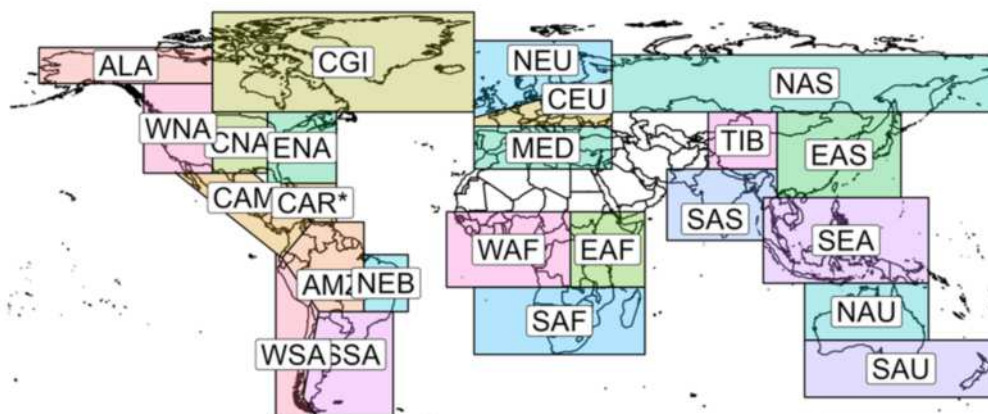 ALA
CGI
NEU
NAS
CEU
WNA
CNA
ENA
MED
TIB
EAS
CAM
CAR*
SAS
WAF
EAF
SEA
AMZ
NEB
SAF
NAU
WSA
SSA
SAU